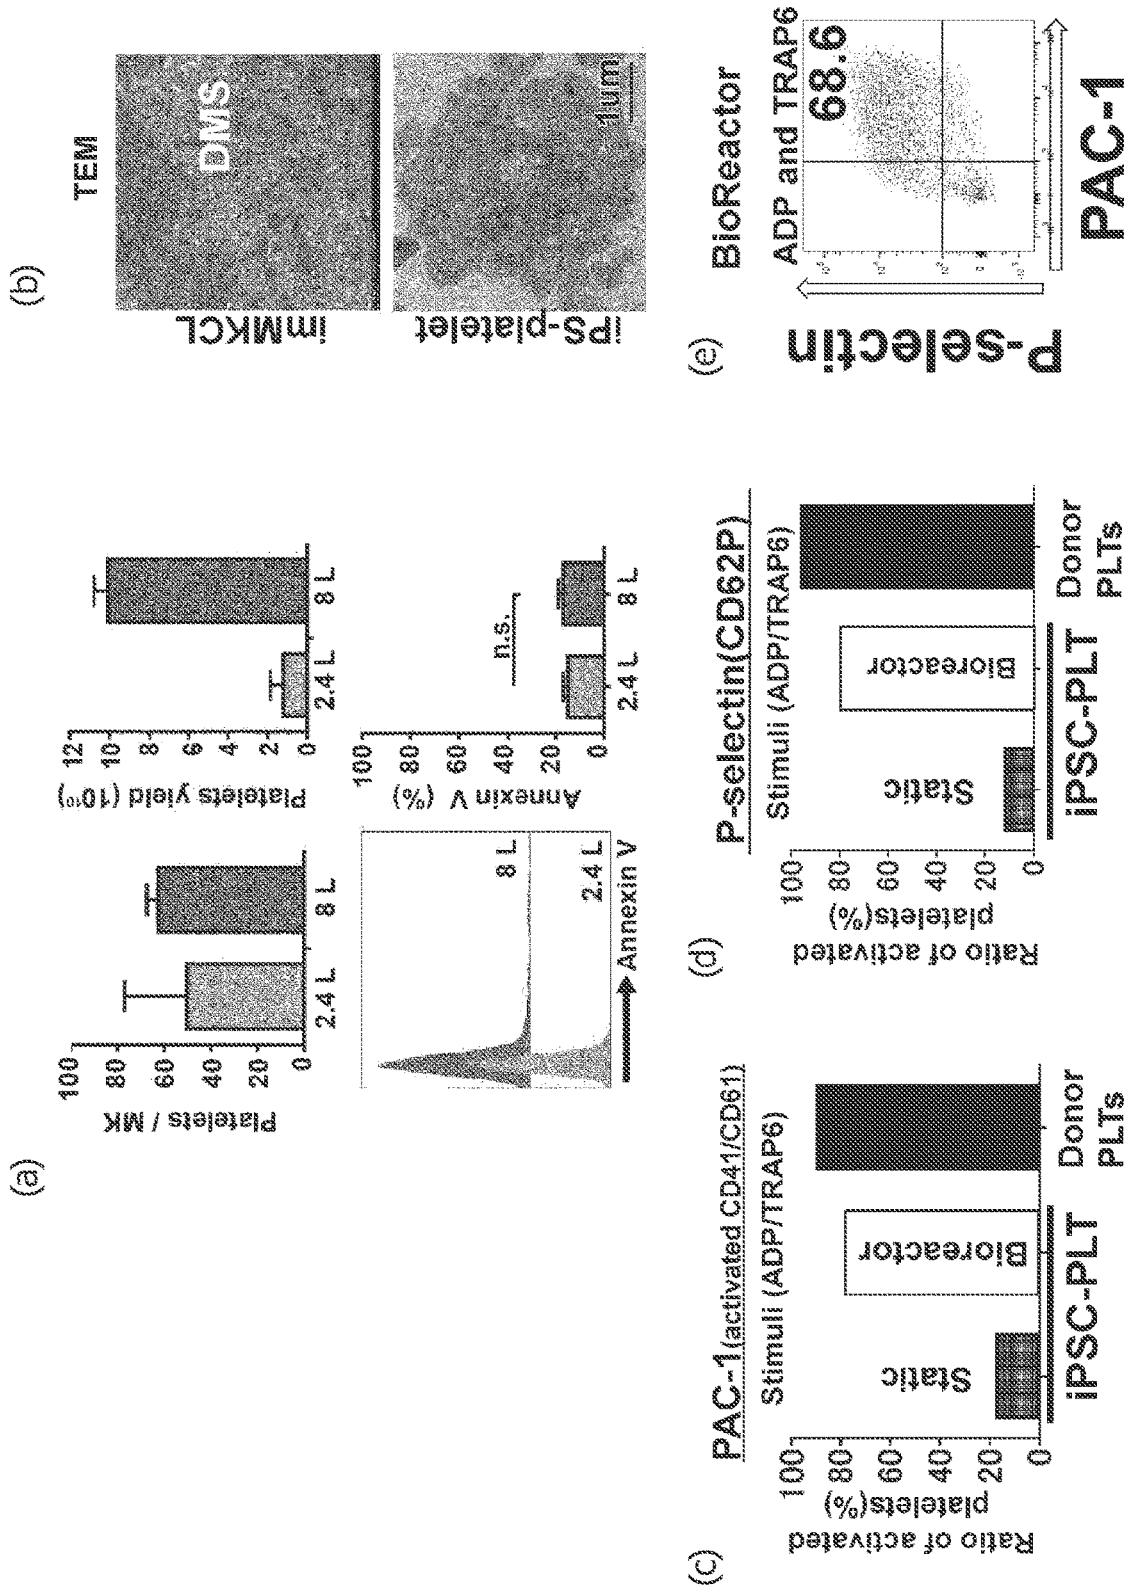 (a)
Platelets / MK
100
80
60
40
20
0
2.4 L
8 L
Platelets yield (10¹⁰)
12
10
8
6
4
2
0
2.4 L
8 L
8 L
2.4 L
Annexin V
Annexin V (%)
100
80
60
40
20
0
n.s.
2.4 L
8 L
(b)
TEM
imMKCL
DMS
iPS-platelet
1um
(c)
PAC-1(activated CD41/CD61)
Stimuli (ADP/TRAP6)
Ratio of activated
platelets(%)
100
80
60
40
20
0
Static
Bioreactor
iPSC-PLT
Donor
PLTs
(d)
P-selectin(CD62P)
Stimuli (ADP/TRAP6)
Ratio of activated
platelets(%)
100
80
60
40
20
0
Static
Bioreactor
iPSC-PLT
Donor
PLTs
(e)
BioReactor
ADP and TRAP6
68.6
P-selectin
PAC-1